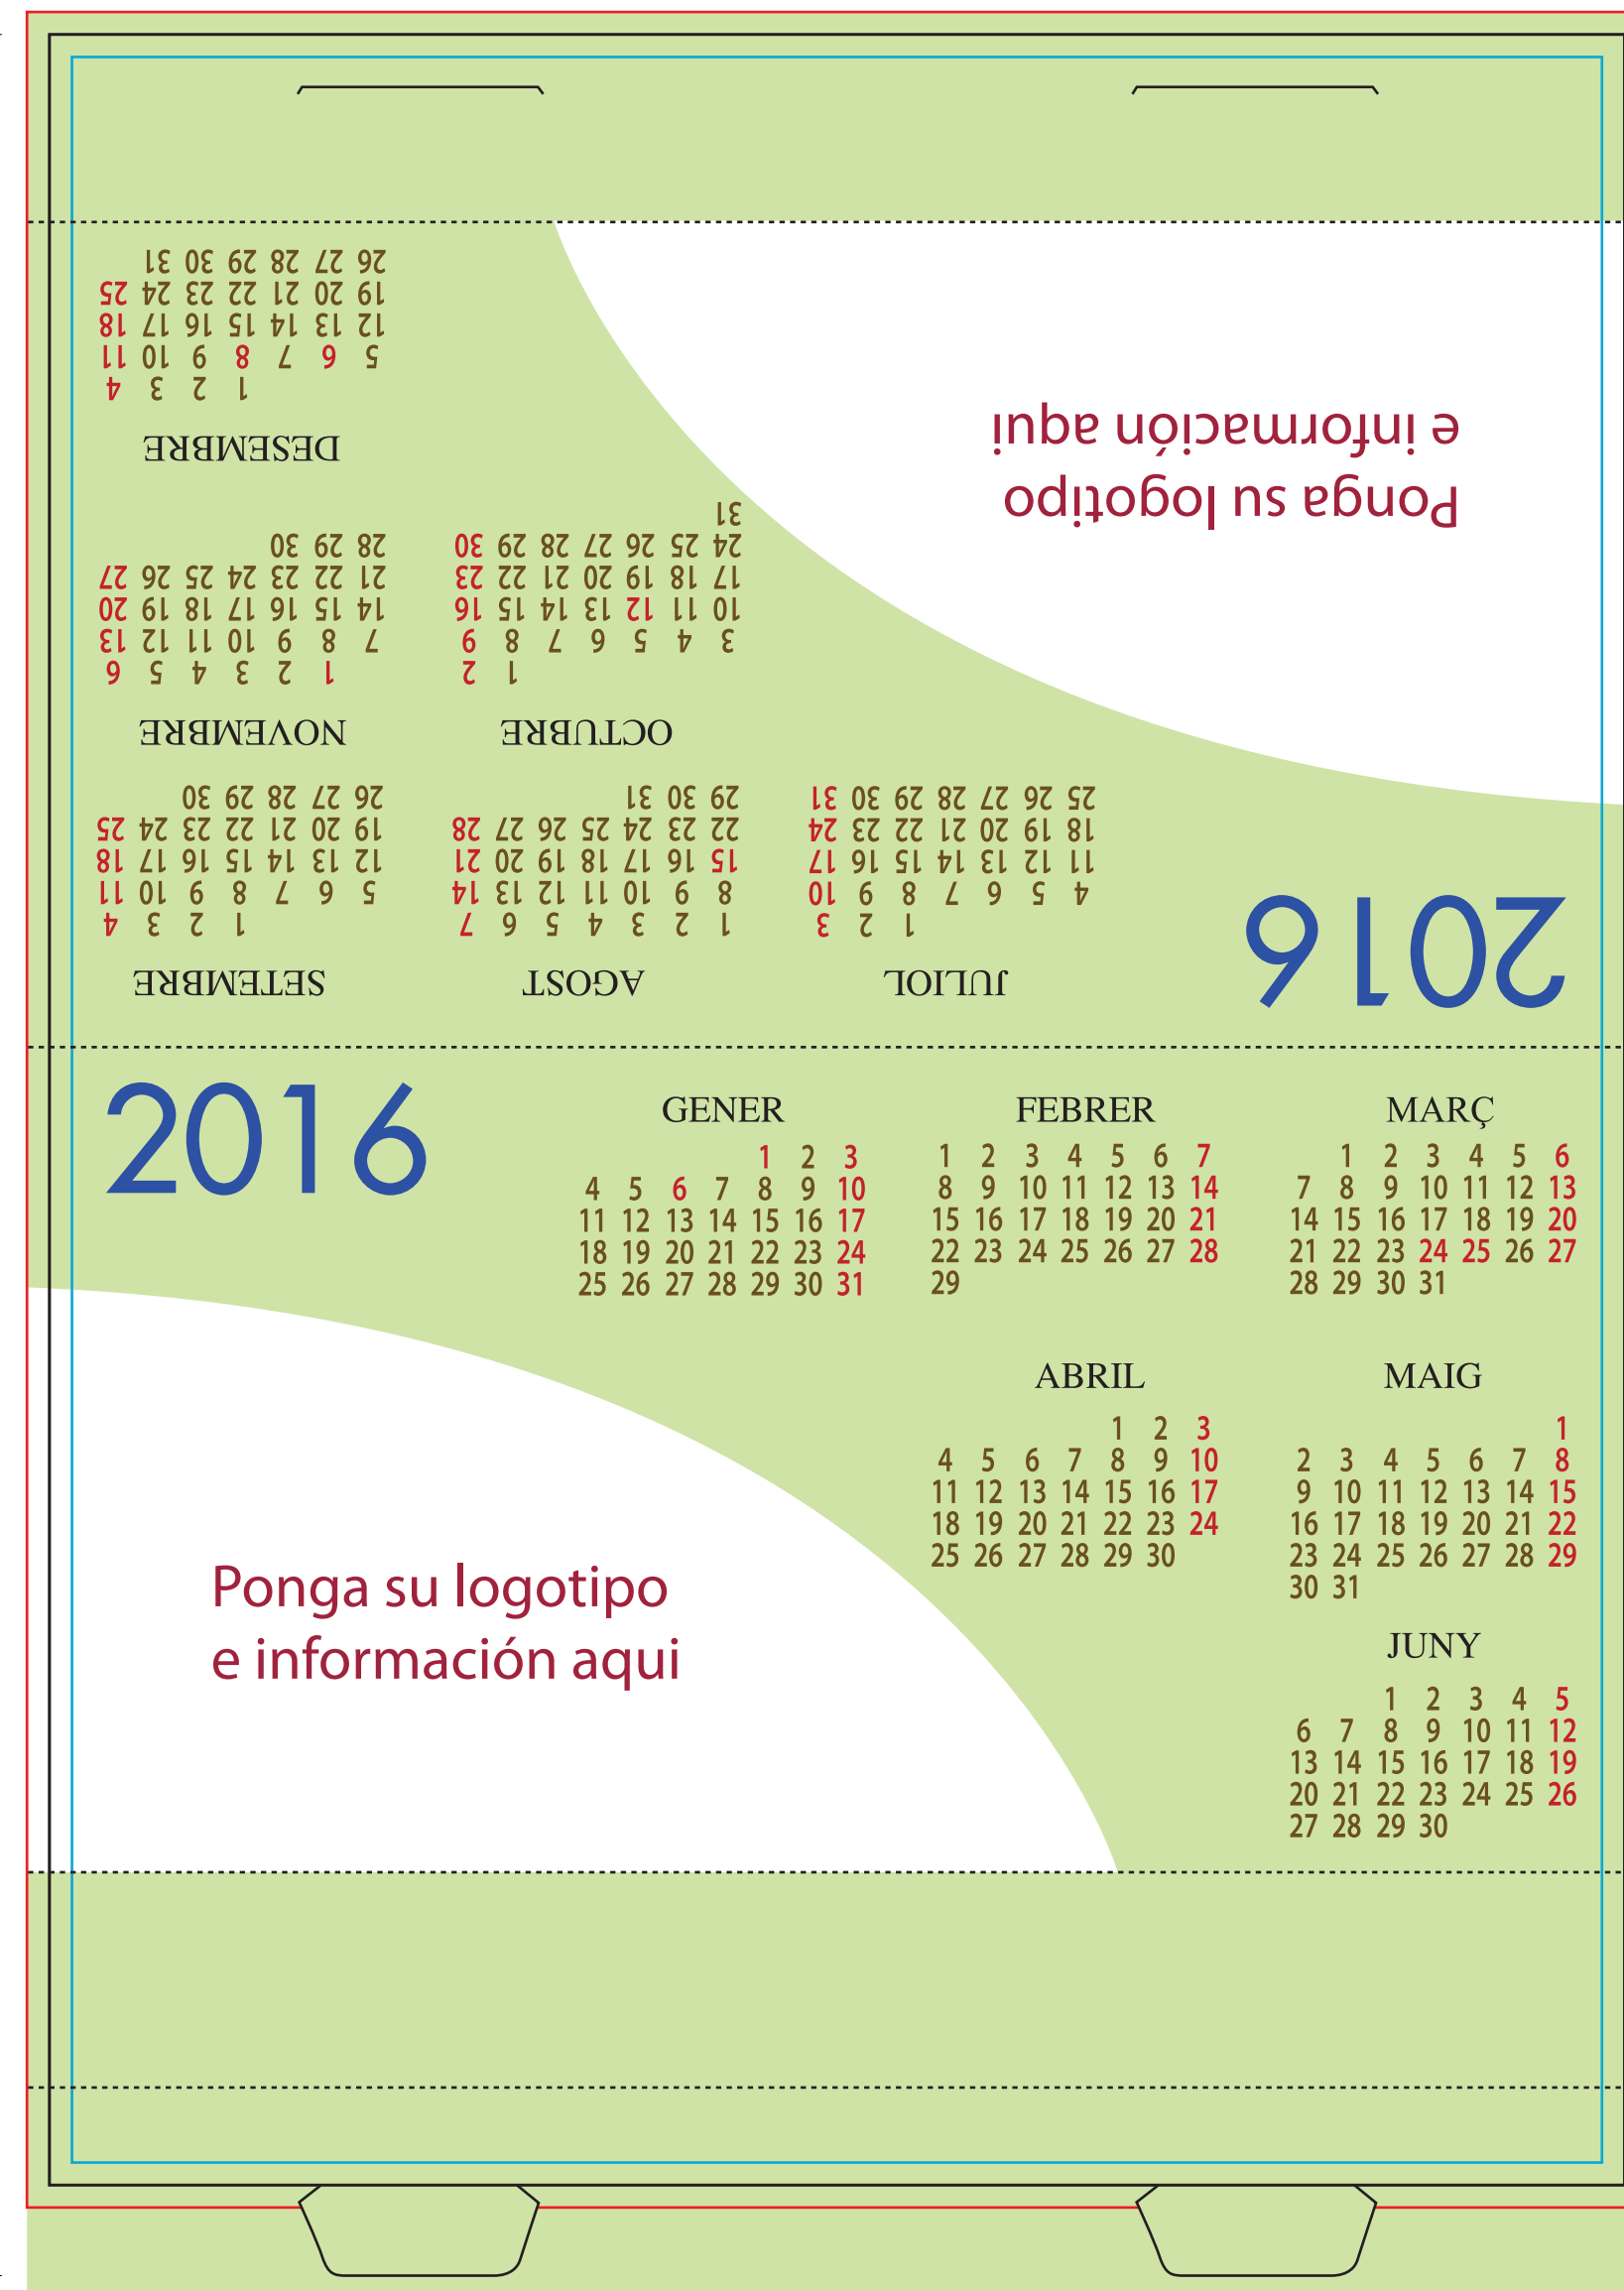 2016
GENER
1 2 3
4 5 6 7 8 9 10
11 12 13 14 15 16 17
18 19 20 21 22 23 24
25 26 27 28 29 30 31
FEBRER
1 2 3 4 5 6 7
8 9 10 11 12 13 14
15 16 17 18 19 20 21
22 23 24 25 26 27 28
29
MARÇ
1 2 3 4 5 6
7 8 9 10 11 12 13
14 15 16 17 18 19 20
21 22 23 24 25 26 27
28 29 30 31
ABRIL
1 2 3
4 5 6 7 8 9 10
11 12 13 14 15 16 17
18 19 20 21 22 23 24
25 26 27 28 29 30
MAIG
1
2 3 4 5 6 7 8
9 10 11 12 13 14 15
16 17 18 19 20 21 22
23 24 25 26 27 28 29
30 31
JUNY
1 2 3 4 5
6 7 8 9 10 11 12
13 14 15 16 17 18 19
20 21 22 23 24 25 26
27 28 29 30
Ponga su logotipo
e información aqui
2016
JULIOL
1 2 3
4 5 6 7 8 9 10
11 12 13 14 15 16 17
18 19 20 21 22 23 24
25 26 27 28 29 30 31
AGOST
1 2 3 4 5 6 7
8 9 10 11 12 13 14
15 16 17 18 19 20 21
22 23 24 25 26 27 28
29 30 31
SETEMBRE
1 2 3 4
5 6 7 8 9 10 11
12 13 14 15 16 17 18
19 20 21 22 23 24 25
26 27 28 29 30
OCTUBRE
1 2
3 4 5 6 7 8 9
10 11 12 13 14 15 16
17 18 19 20 21 22 23
24 25 26 27 28 29 30
31
NOVEMBRE
1 2 3 4 5 6
7 8 9 10 11 12 13
14 15 16 17 18 19 20
21 22 23 24 25 26 27
28 29 30
DESEMBRE
1 2 3 4
5 6 7 8 9 10 11
12 13 14 15 16 17 18
19 20 21 22 23 24 25
26 27 28 29 30 31
Ponga su logotipo
e información aqui